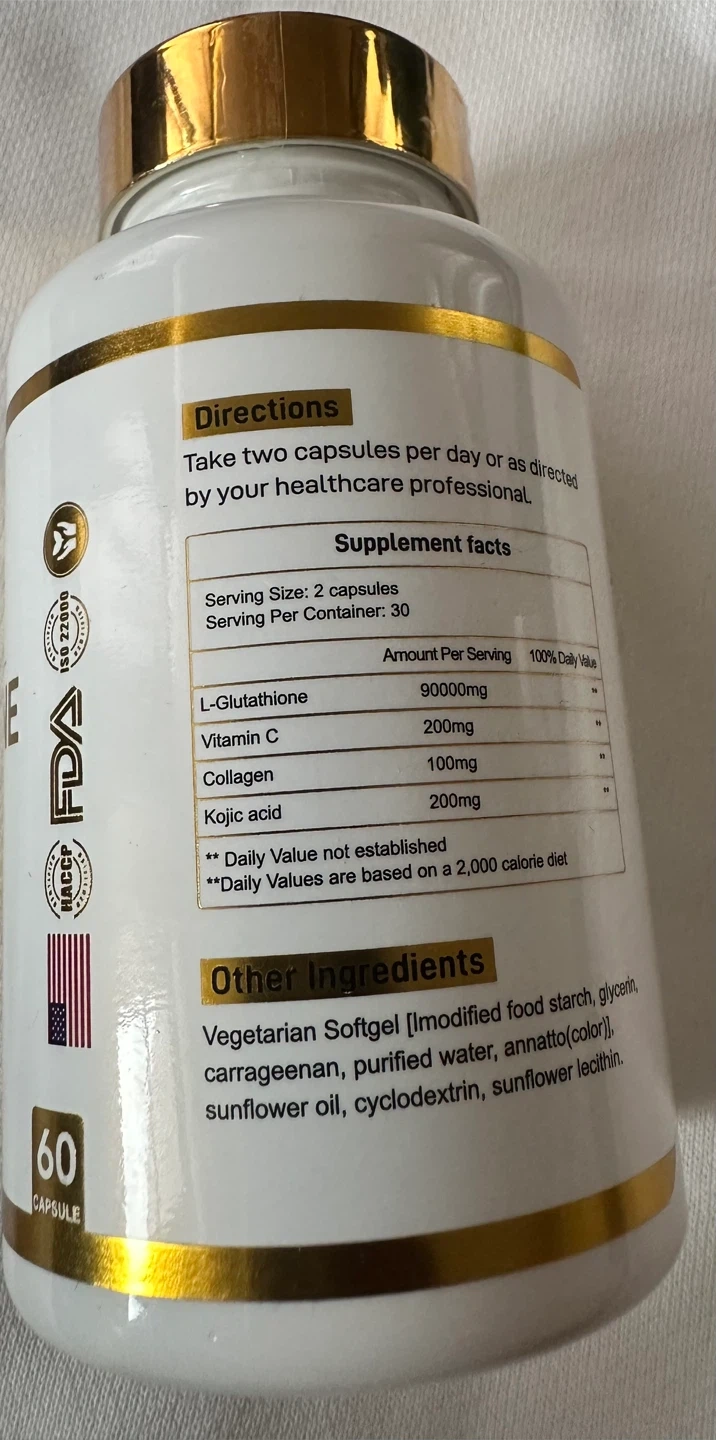 Directions
Take two capsules per day or as directed
by your healthcare professional.
Supplement facts
Serving Size: 2 capsules
Serving Per Container: 30
Amount Per Serving 100% Daily Value
L-Glutathione 90000mg **
Vitamin C 200mg **
Collagen 100mg **
Kojic acid 200mg **
** Daily Value not established
**Daily Values are based on a 2,000 calorie diet
Other Ingredients
Vegetarian Softgel [lmodified food starch, glycerin,
carrageenan, purified water, annatto(color)],
sunflower oil, cyclodextrin, sunflower lecithin.
ISO 22000
FDA
HACCP
60
CAPSULE